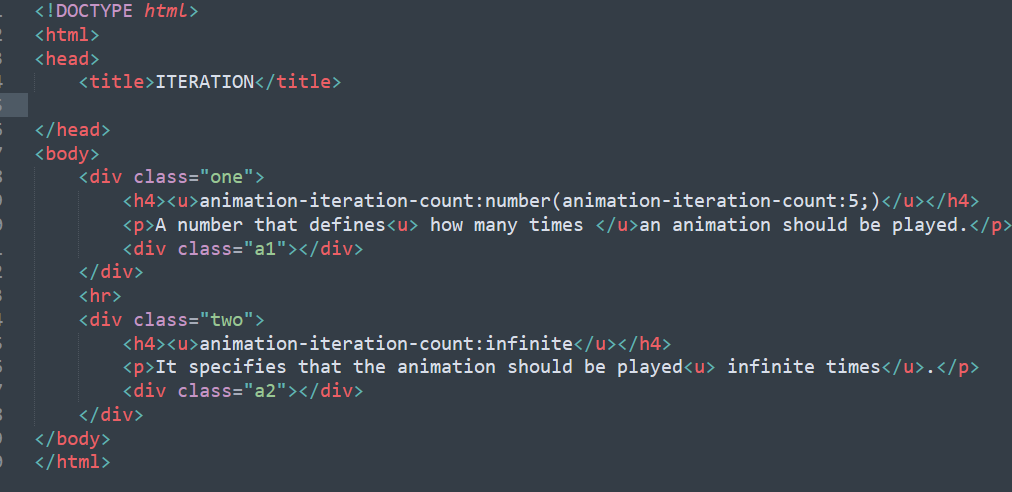 <!DOCTYPE html>
<html>
<head>
    <title>ITERATION</title>

</head>
<body>
    <div class="one">
        <h4><u>animation-iteration-count:number(animation-iteration-count:5;)</u></h4>
        <p>A number that defines<u> how many times </u>an animation should be played.</p>
        <div class="a1"></div>
    </div>
    <hr>
    <div class="two">
        <h4><u>animation-iteration-count:infinite</u></h4>
        <p>It specifies that the animation should be played<u> infinite times</u>.</p>
        <div class="a2"></div>
    </div>
</body>
</html>